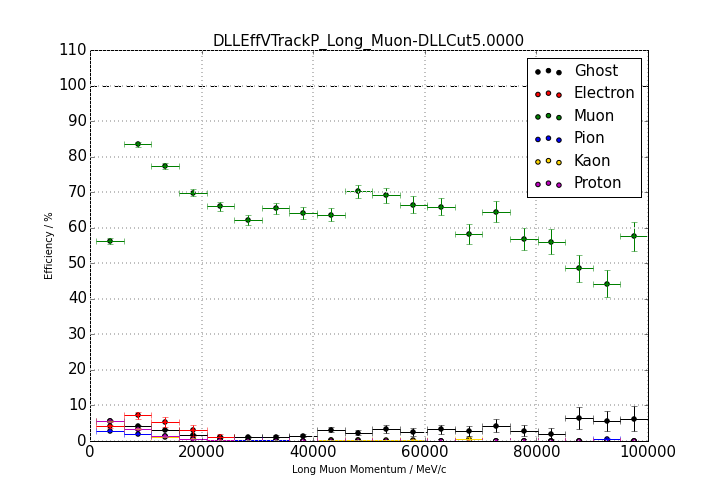 DLLEffVTrackP_Long_Muon-DLLCut5.0000
110
100
90
80
70
60
50
40
30
20
10
0
Efficiency / %
Ghost
Electron
Muon
Pion
Kaon
Proton
0 20000 40000 60000 80000 100000
Long Muon Momentum / MeV/c